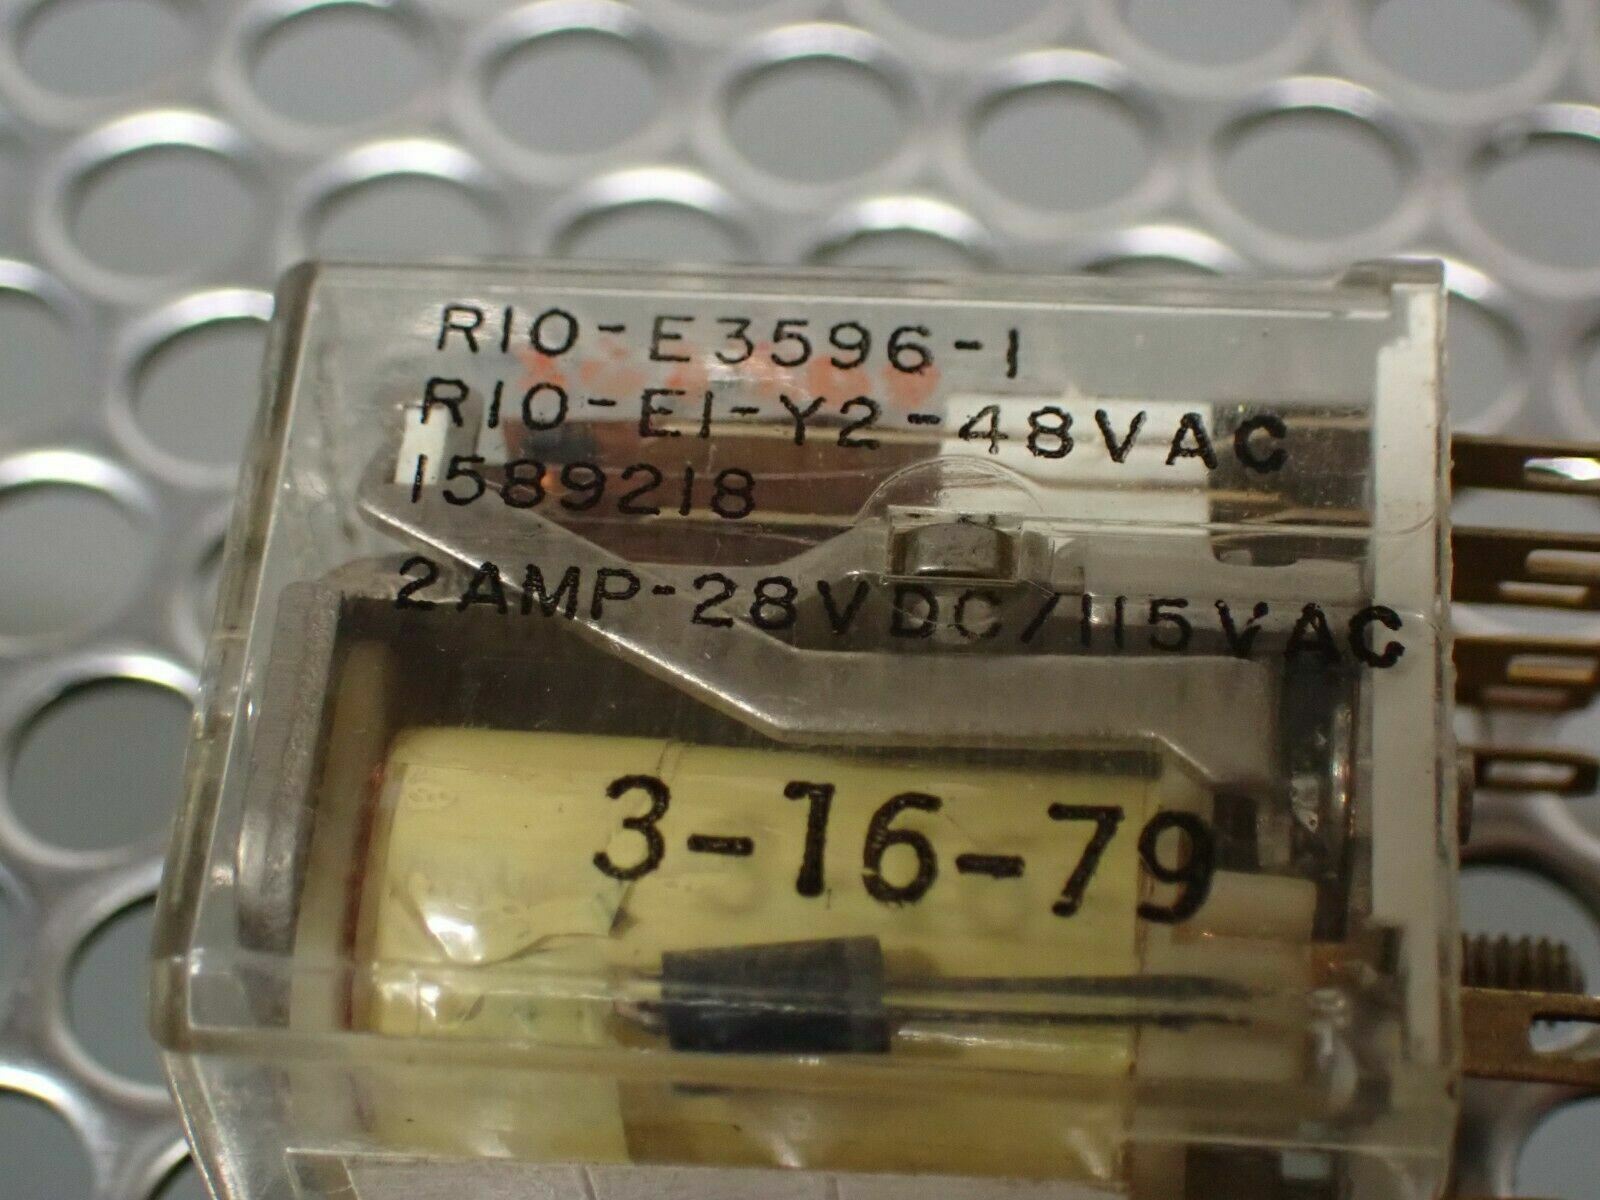 R10-E3596-1
R10-E1-Y2-48VAC
1589218
2AMP-28VDC/115VAC
3-16-79